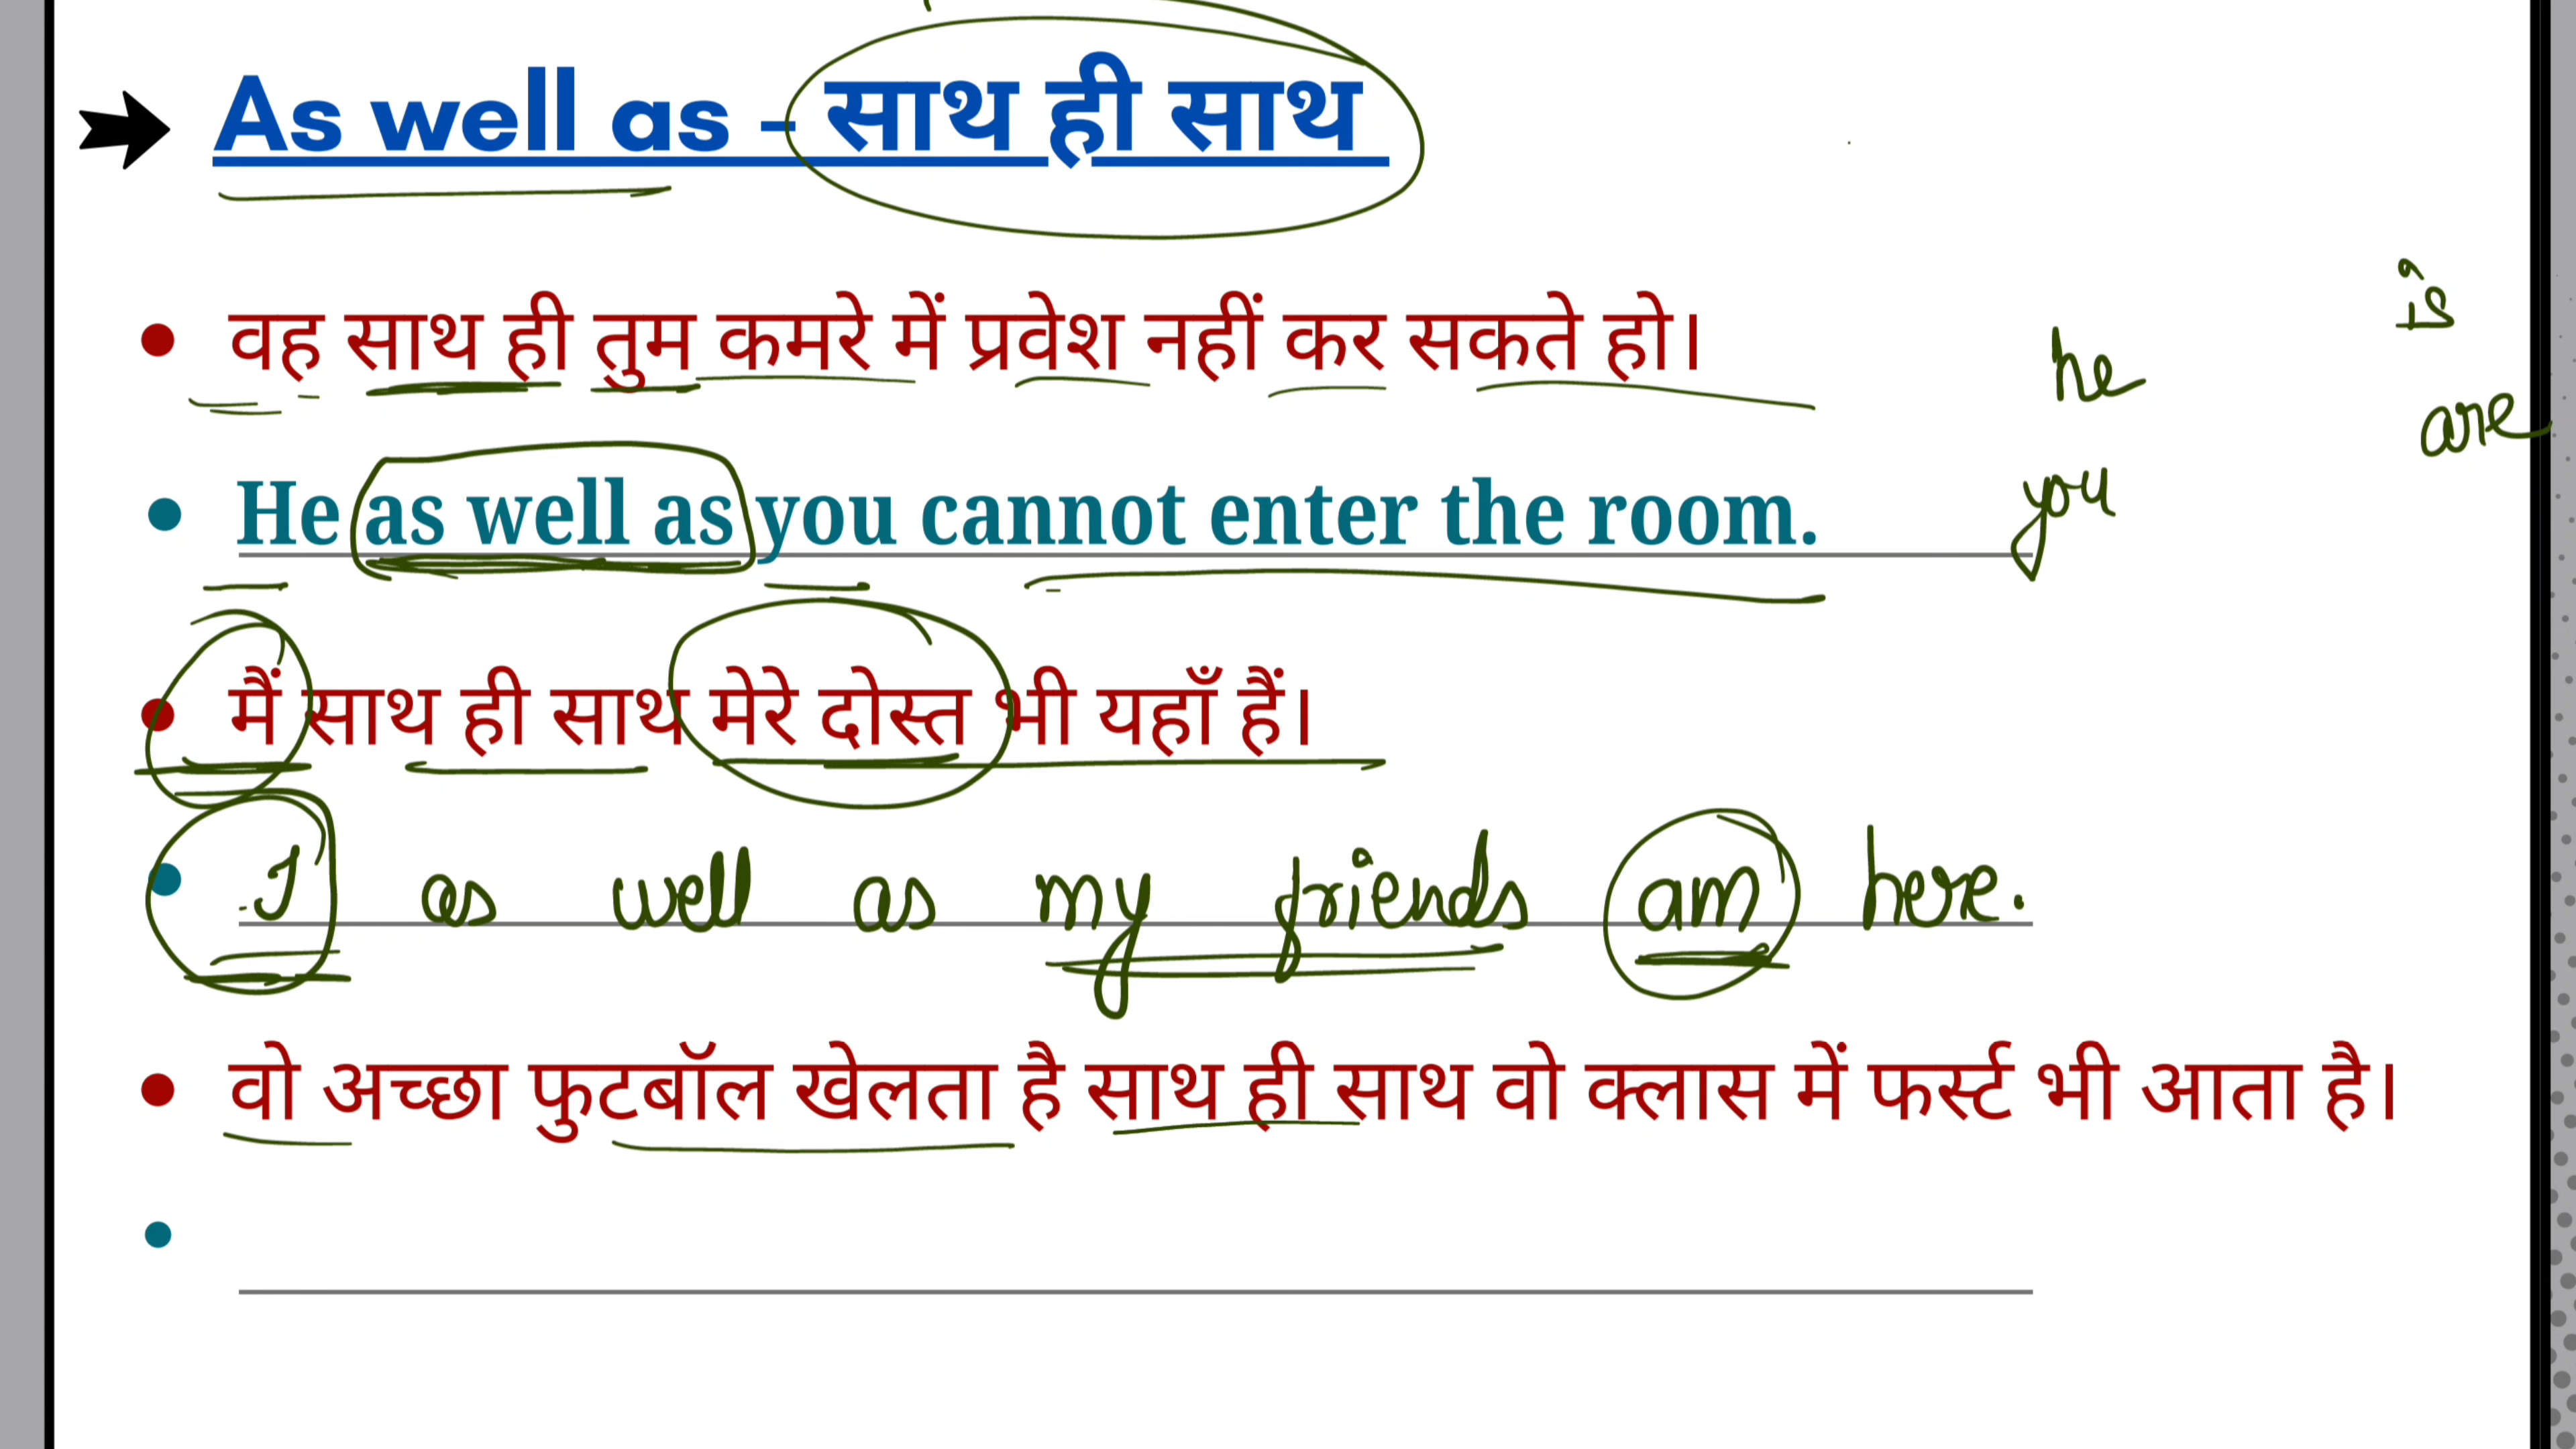 As well as - साथ ही साथ
वह साथ ही तुम कमरे में प्रवेश नहीं कर सकते हो।
is
he
are
He as well as you cannot enter the room.
you
मैं साथ ही साथ मेरे दोस्त भी यहाँ हैं।
I as well as my friends am here.
वो अच्छा फुटबॉल खेलता है साथ ही साथ वो क्लास में फर्स्ट भी आता है।